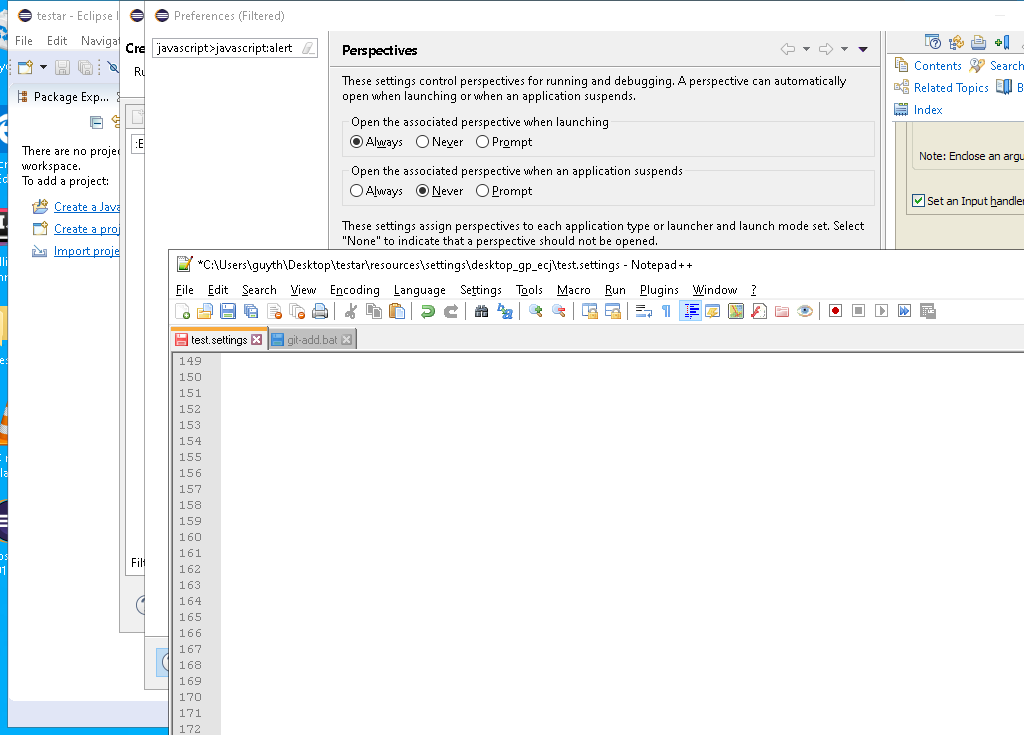 testar - Eclipse I
File Edit Navigat
Package Exp...
There are no projec
workspace.
To add a project:
Create a Java
Create a proj
Import proje
Cre
Ru
:E
Filt
Preferences (Filtered)
javascript>javascript:alert
Perspectives
These settings control perspectives for running and debugging. A perspective can automatically
open when launching or when an application suspends.
Open the associated perspective when launching
Always Never Prompt
Open the associated perspective when an application suspends
Always Never Prompt
These settings assign perspectives to each application type or launcher and launch mode set. Select
"None" to indicate that a perspective should not be opened.
Contents Search
Related Topics B
Index
Note: Enclose an argu
Set an Input handler
*C:\Users\guyth\Desktop\testar\resources\settings\desktop_gp_ecj\test.settings - Notepad++
File Edit Search View Encoding Language Settings Tools Macro Run Plugins Window ?
test.settings git-add.bat
149
150
151
152
153
154
155
156
157
158
159
160
161
162
163
164
165
166
167
168
169
170
171
172